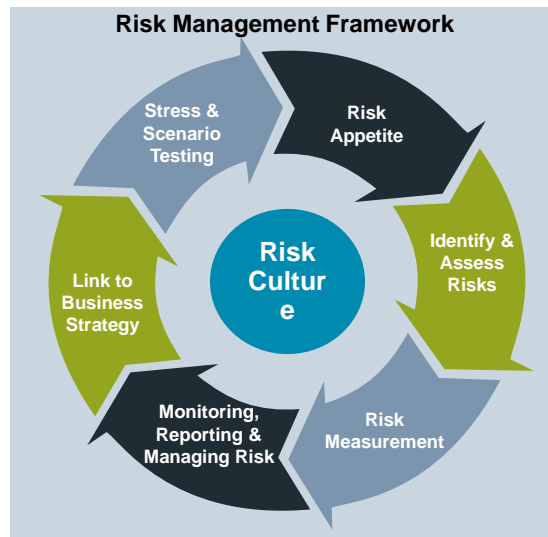 Risk Management Framework
Stress &
Scenario
Testing
Risk
Appetite
Identify &
Assess
Risks
Risk
Measurement
Monitoring,
Reporting &
Managing Risk
Link to
Business
Strategy
Risk
Cultur
e